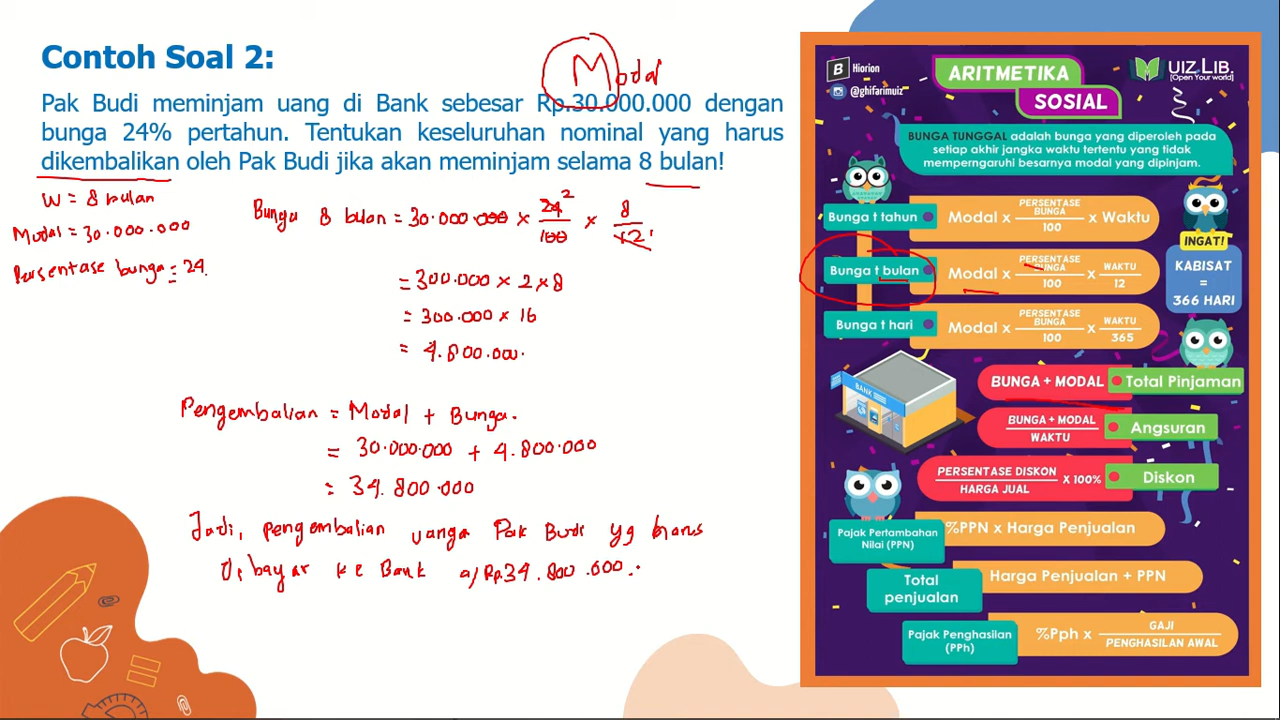 Contoh Soal 2:
Modal
Pak Budi meminjam uang di Bank sebesar Rp.30.000.000 dengan
bunga 24% pertahun. Tentukan keseluruhan nominal yang harus
dikembalikan oleh Pak Budi jika akan meminjam selama 8 bulan!
W = 8 bulan
Modal = 30.000.000
Persentase bunga = 24
Bunga 8 bulan = 30.000.000 × 24/100 × 8/12
2
= 300.000 × 2 × 8
= 300.000 × 16
= 4.800.000.
Pengembalian = Modal + Bunga.
= 30.000.000 + 4.800.000
= 34.800.000
Jadi, pengembalian uanga Pak Budi yg harus
Dibayar ke Bank a/ Rp.34.800.000.
B Hiorion
@ghifarimuiz
ARITMETIKA
SOSIAL
MUIZ LIB.
[Open Your world]
BUNGA TUNGGAL adalah bunga yang diperoleh pada
setiap akhir jangka waktu tertentu yang tidak
memperngaruhi besarnya modal yang dipinjam.
Bunga t tahun
Modal x PERSENTASE BUNGA/100 x Waktu
Bunga t bulan
Modal x PERSENTASE BUNGA/100 x WAKTU/12
Bunga t hari
Modal x PERSENTASE BUNGA/100 x WAKTU/365
INGAT!
KABISAT
=
366 HARI
BANK
BUNGA + MODAL Total Pinjaman
BUNGA + MODAL
WAKTU
Angsuran
PERSENTASE DISKON
HARGA JUAL
X 100% Diskon
Pajak Pertambahan
Nilai (PPN)
%PPN x Harga Penjualan
Total
penjualan
Harga Penjualan + PPN
Pajak Penghasilan
(PPh)
%Pph x GAJI/PENGHASILAN AWAL